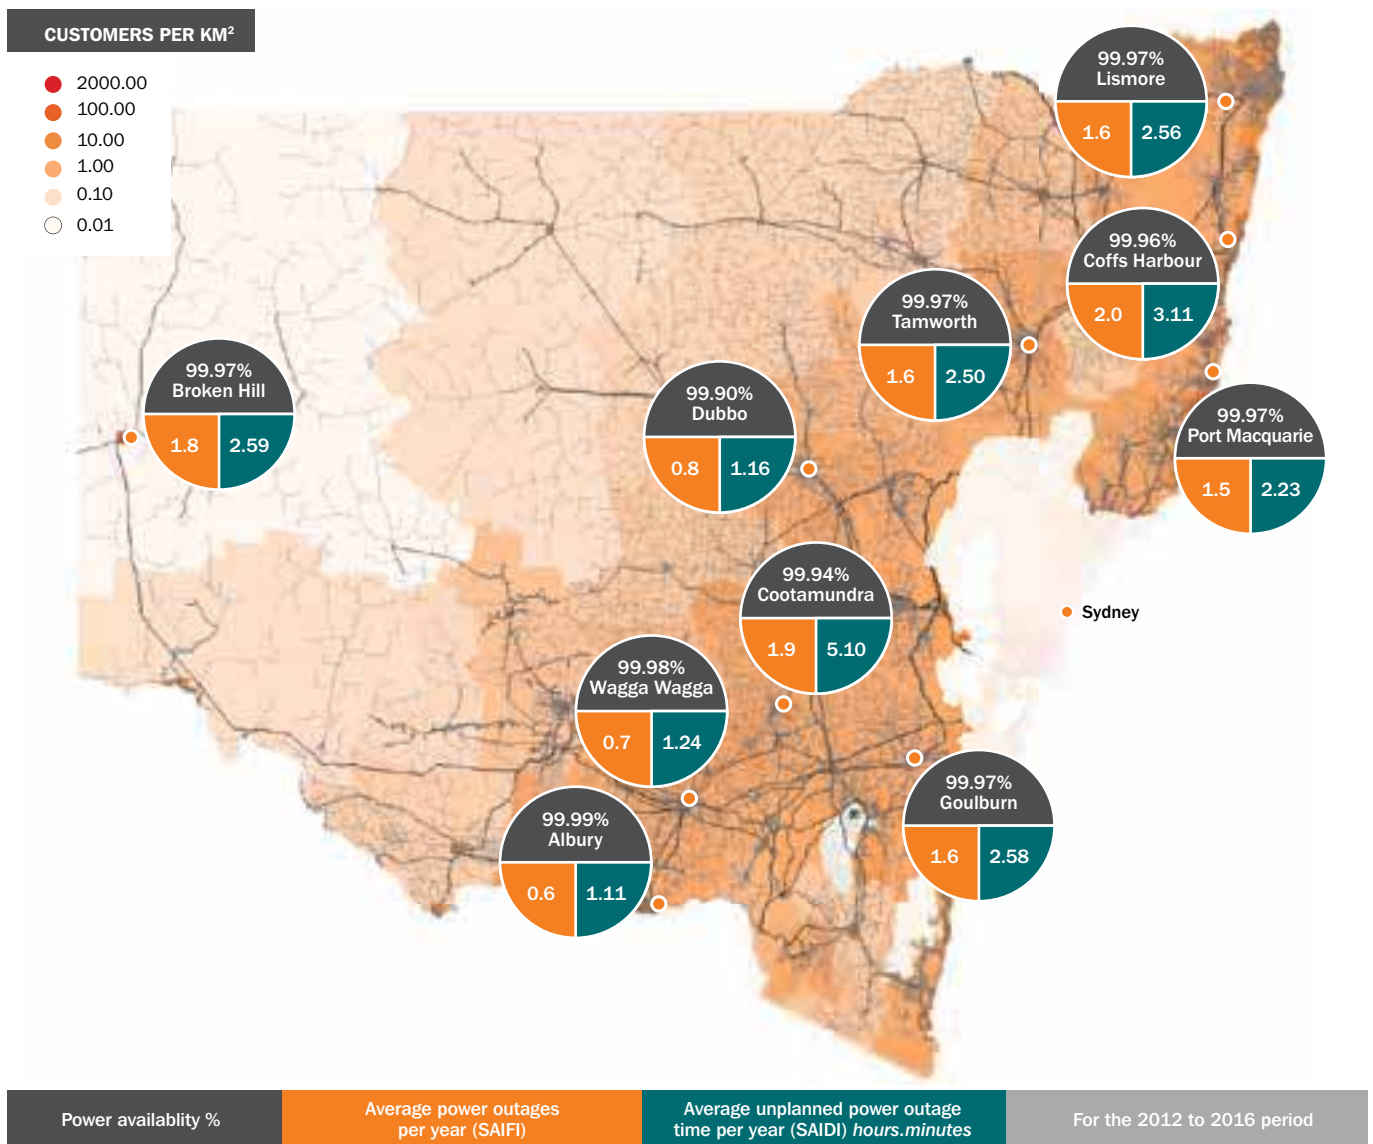 CUSTOMERS PER KM²
2000.00
100.00
10.00
1.00
0.10
0.01
99.97%
Lismore
1.6 2.56
99.96%
Coffs Harbour
2.0 3.11
99.97%
Tamworth
1.6 2.50
99.97%
Broken Hill
1.8 2.59
99.90%
Dubbo
0.8 1.16
99.97%
Port Macquarie
1.5 2.23
99.94%
Cootamundra
1.9 5.10
Sydney
99.98%
Wagga Wagga
0.7 1.24
99.97%
Goulburn
1.6 2.58
99.99%
Albury
0.6 1.11
Power availablity %
Average power outages
per year (SAIFI)
Average unplanned power outage
time per year (SAIDI) hours.minutes
For the 2012 to 2016 period